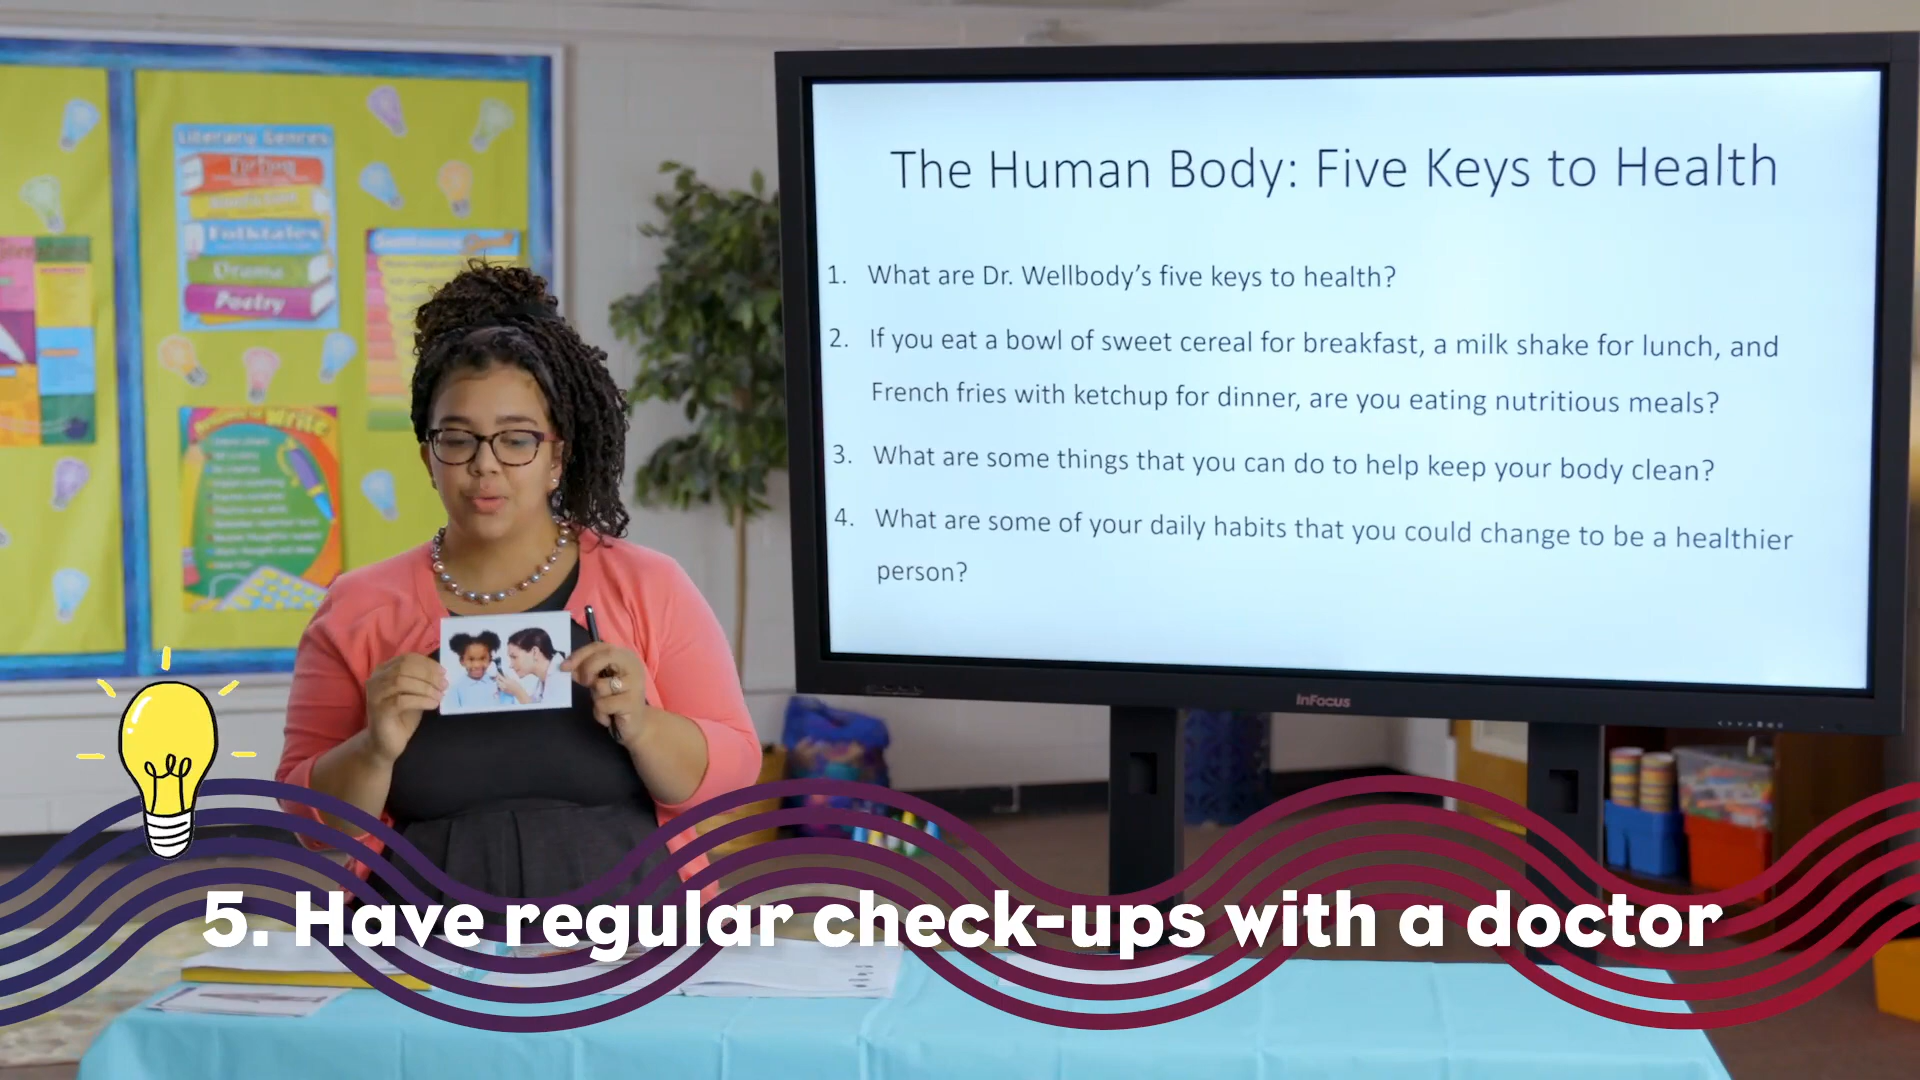 Literary Genres
Fiction
Nonfiction
Folktales
Drama
Poetry
Write
The Human Body: Five Keys to Health
1. What are Dr. Wellbody's five keys to health?
2. If you eat a bowl of sweet cereal for breakfast, a milk shake for lunch, and
French fries with ketchup for dinner, are you eating nutritious meals?
3. What are some things that you can do to help keep your body clean?
4. What are some of your daily habits that you could change to be a healthier
person?
InFocus
5. Have regular check-ups with a doctor